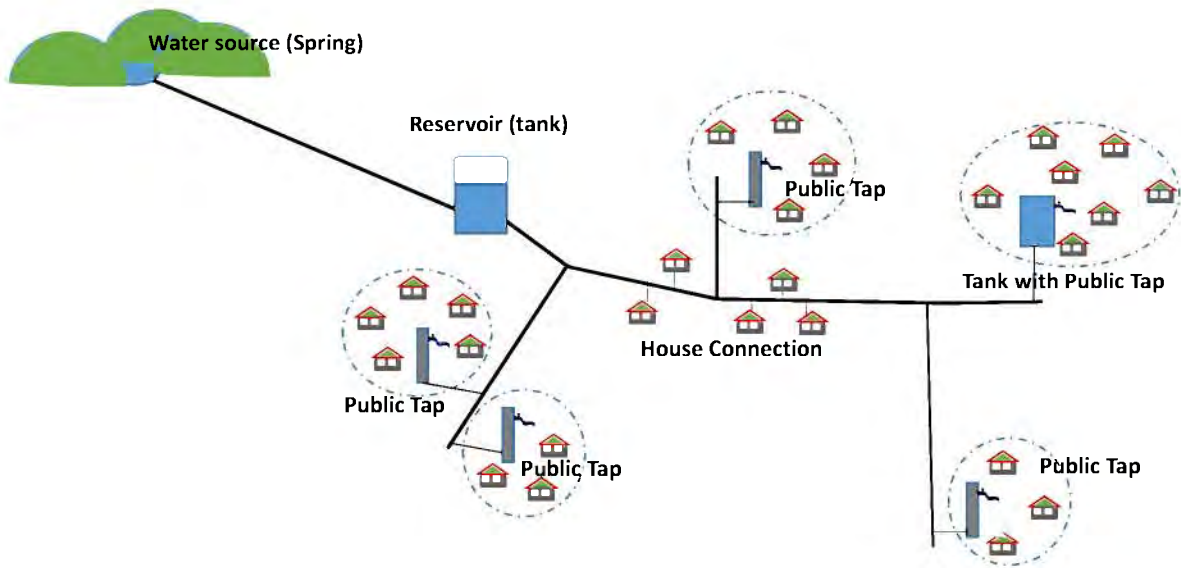 Water source (Spring)
Reservoir (tank)
Public Tap
Tank with Public Tap
House Connection
Public Tap
Public Tap
Public Tap